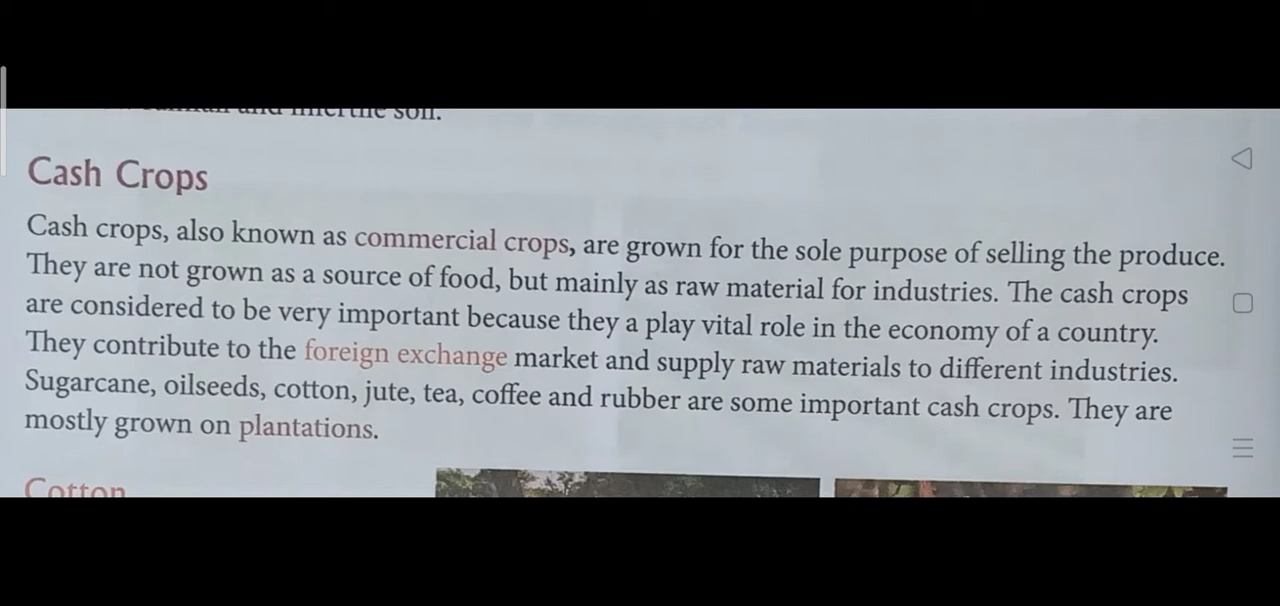 and infertile soil.
Cash Crops
Cash crops, also known as commercial crops, are grown for the sole purpose of selling the produce.
They are not grown as a source of food, but mainly as raw material for industries. The cash crops
are considered to be very important because they a play vital role in the economy of a country.
They contribute to the foreign exchange market and supply raw materials to different industries.
Sugarcane, oilseeds, cotton, jute, tea, coffee and rubber are some important cash crops. They are
mostly grown on plantations.
Cotton